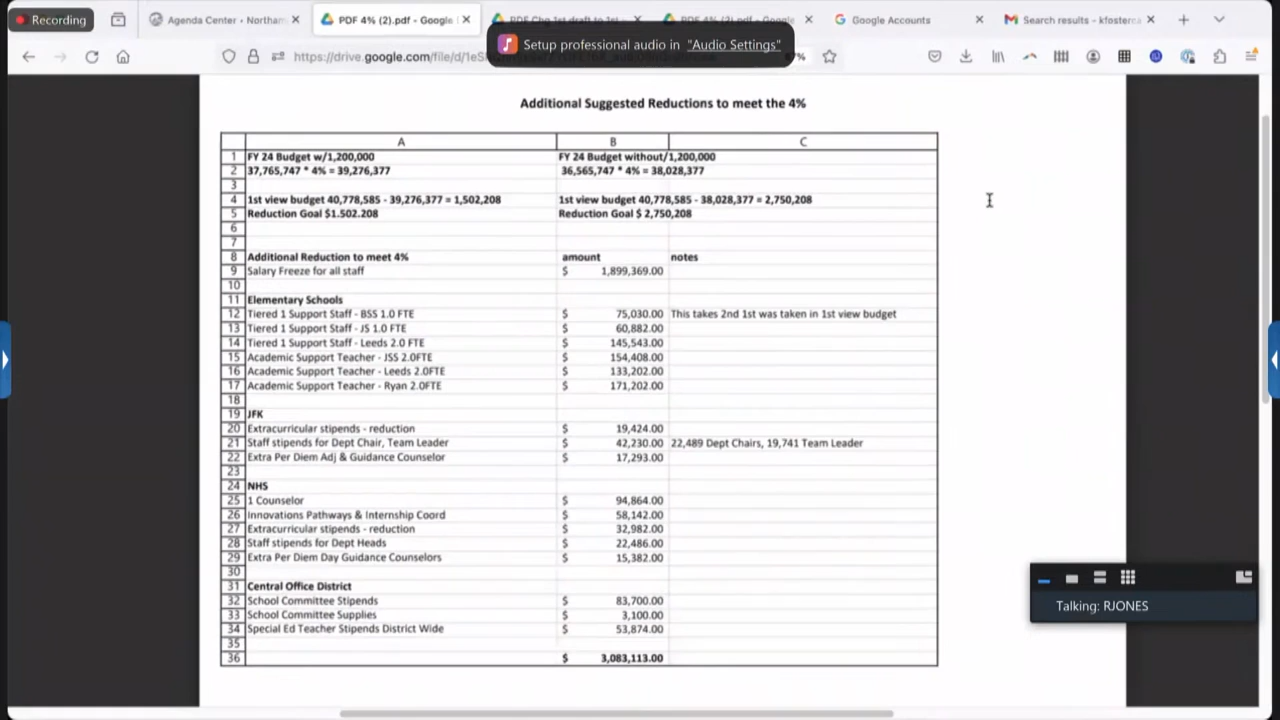 Recording
Agenda Center - Northam
PDF 4% (2).pdf - Google
PDF Chg 1st draft to 1st
PDF 4% (2).pdf - Google
Google Accounts
Search results - kfosterca
Setup professional audio in "Audio Settings"
https://drive.google.com/file/d/1eS
%
Additional Suggested Reductions to meet the 4%
A B C
1 FY 24 Budget w/1,200,000 FY 24 Budget without/1,200,000
2 37,765,747 * 4% = 39,276,377 36,565,747 * 4% = 38,028,377
3
4 1st view budget 40,778,585 - 39,276,377 = 1,502,208 1st view budget 40,778,585 - 38,028,377 = 2,750,208
5 Reduction Goal $1.502.208 Reduction Goal $ 2,750,208
6
7
8 Additional Reduction to meet 4% amount notes
9 Salary Freeze for all staff $ 1,899,369.00
10
11 Elementary Schools
12 Tiered 1 Support Staff - BSS 1.0 FTE $ 75,030.00 This takes 2nd 1st was taken in 1st view budget
13 Tiered 1 Support Staff - JS 1.0 FTE $ 60,882.00
14 Tiered 1 Support Staff - Leeds 2.0 FTE $ 145,543.00
15 Academic Support Teacher - JSS 2.0FTE $ 154,408.00
16 Academic Support Teacher - Leeds 2.0FTE $ 133,202.00
17 Academic Support Teacher - Ryan 2.0FTE $ 171,202.00
18
19 JFK
20 Extracurricular stipends - reduction $ 19,424.00
21 Staff stipends for Dept Chair, Team Leader $ 42,230.00 22,489 Dept Chairs, 19,741 Team Leader
22 Extra Per Diem Adj & Guidance Counselor $ 17,293.00
23
24 NHS
25 1 Counselor $ 94,864.00
26 Innovations Pathways & Internship Coord $ 58,142.00
27 Extracurricular stipends - reduction $ 32,982.00
28 Staff stipends for Dept Heads $ 22,486.00
29 Extra Per Diem Day Guidance Counselors $ 15,382.00
30
31 Central Office District
32 School Committee Stipends $ 83,700.00
33 School Committee Supplies $ 3,100.00
34 Special Ed Teacher Stipends District Wide $ 53,874.00
35
36 $ 3,083,113.00
Talking: RJONES